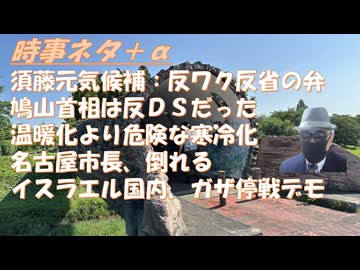 時事ネタ＋α
須藤元気候補：反ワク反省の弁
鳩山首相は反ＤＳだった
温暖化より危険な寒冷化
名古屋市長、倒れる
イスラエル国内　ガザ停戦デモ